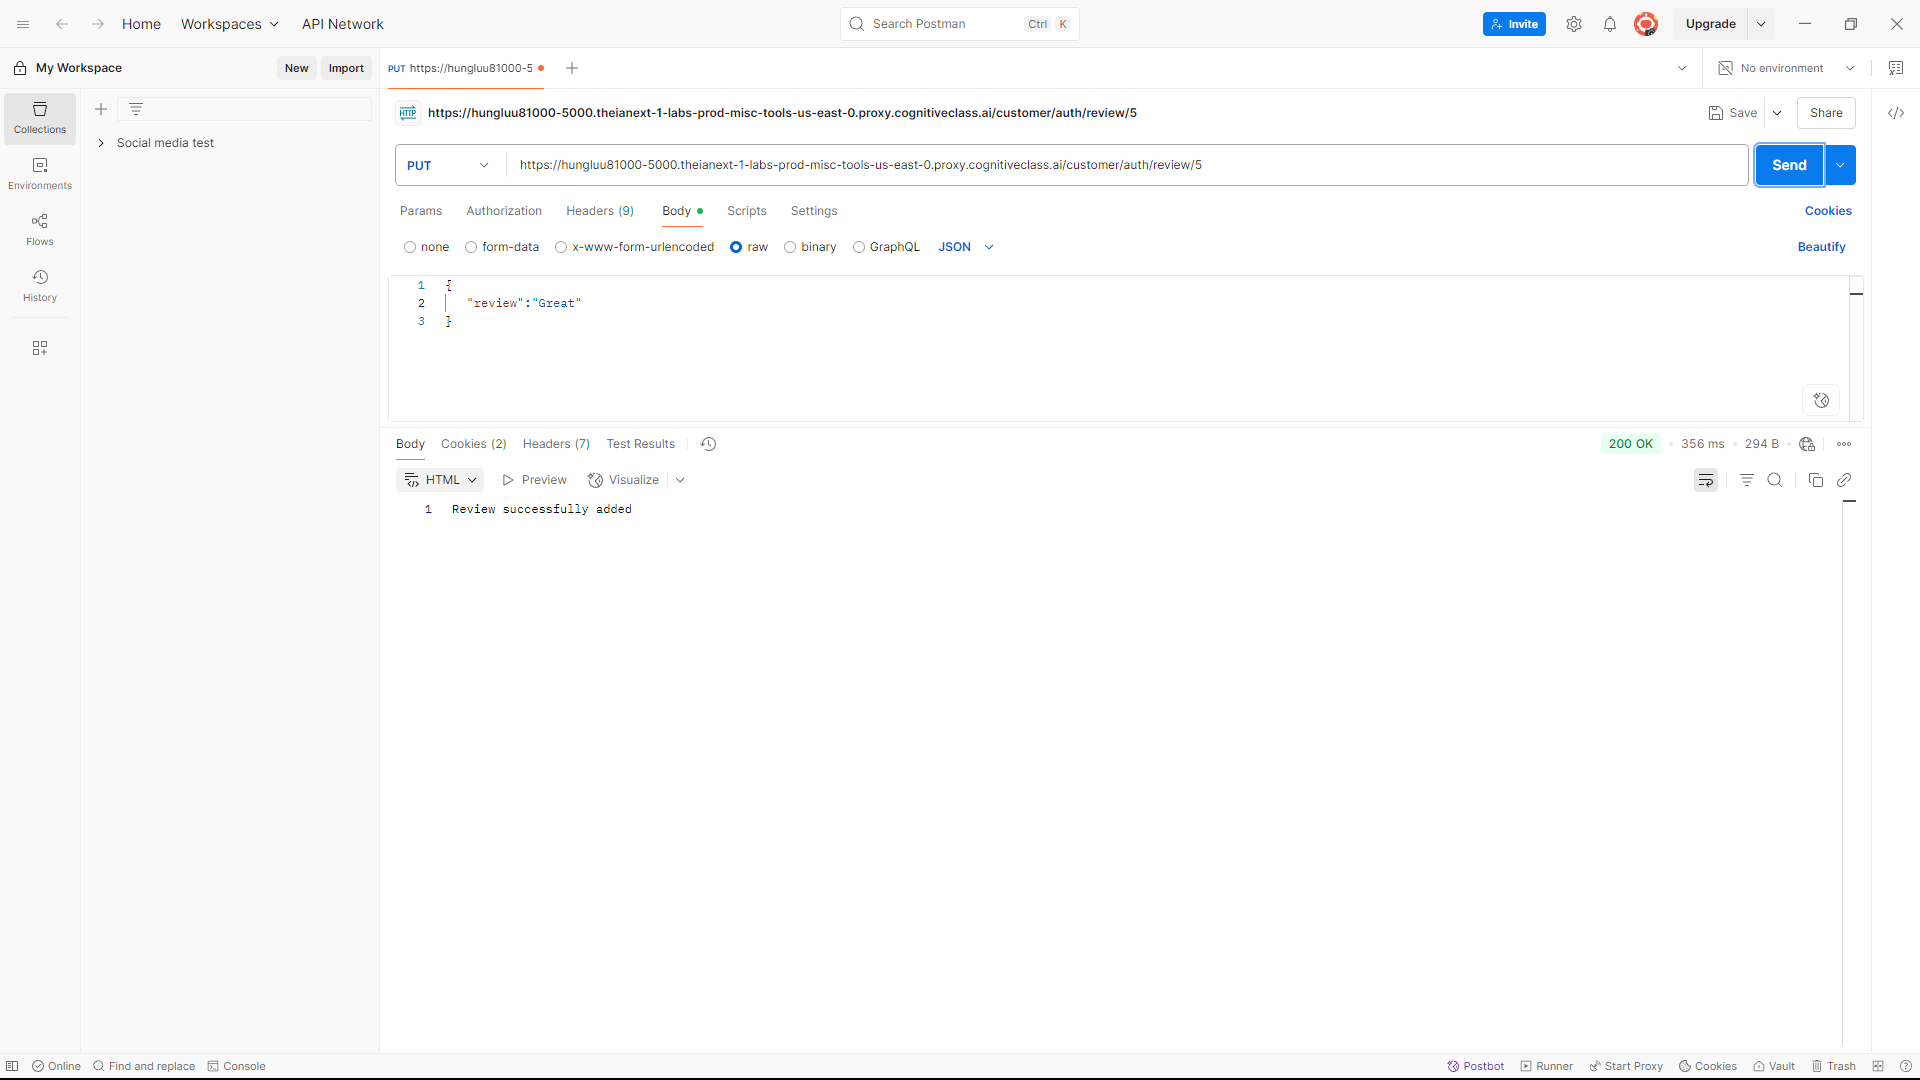 Home Workspaces API Network Search Postman Ctrl K Invite Upgrade
My Workspace New Import PUT https://hungluu81000-5 No environment
Collections
Social media test
Environments
Flows
History
HTTP https://hungluu81000-5000.theianext-1-labs-prod-misc-tools-us-east-0.proxy.cognitiveclass.ai/customer/auth/review/5 Save Share
PUT https://hungluu81000-5000.theianext-1-labs-prod-misc-tools-us-east-0.proxy.cognitiveclass.ai/customer/auth/review/5 Send
Params Authorization Headers (9) Body Scripts Settings Cookies
none form-data x-www-form-urlencoded raw binary GraphQL JSON Beautify
1 {
2 "review":"Great"
3 }
Body Cookies (2) Headers (7) Test Results 200 OK 356 ms 294 B
HTML Preview Visualize
1 Review successfully added
Online Find and replace Console Postbot Runner Start Proxy Cookies Vault Trash